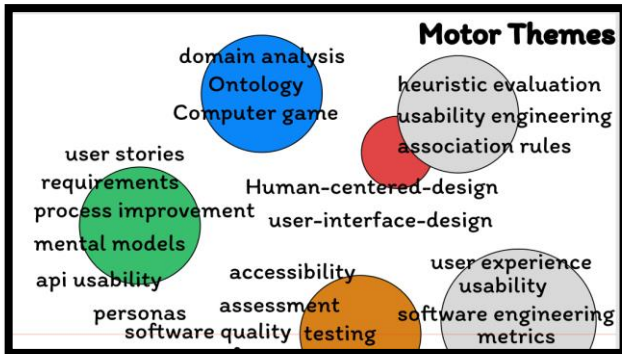 Motor Themes
domain analysis
Ontology
Computer game
heuristic evaluation
usability engineering
association rules
user stories
requirements
process improvement
mental models
api usability
Human-centered-design
user-interface-design
personas
accessibility
assessment
software quality testing
user experience
usability
software engineering
metrics